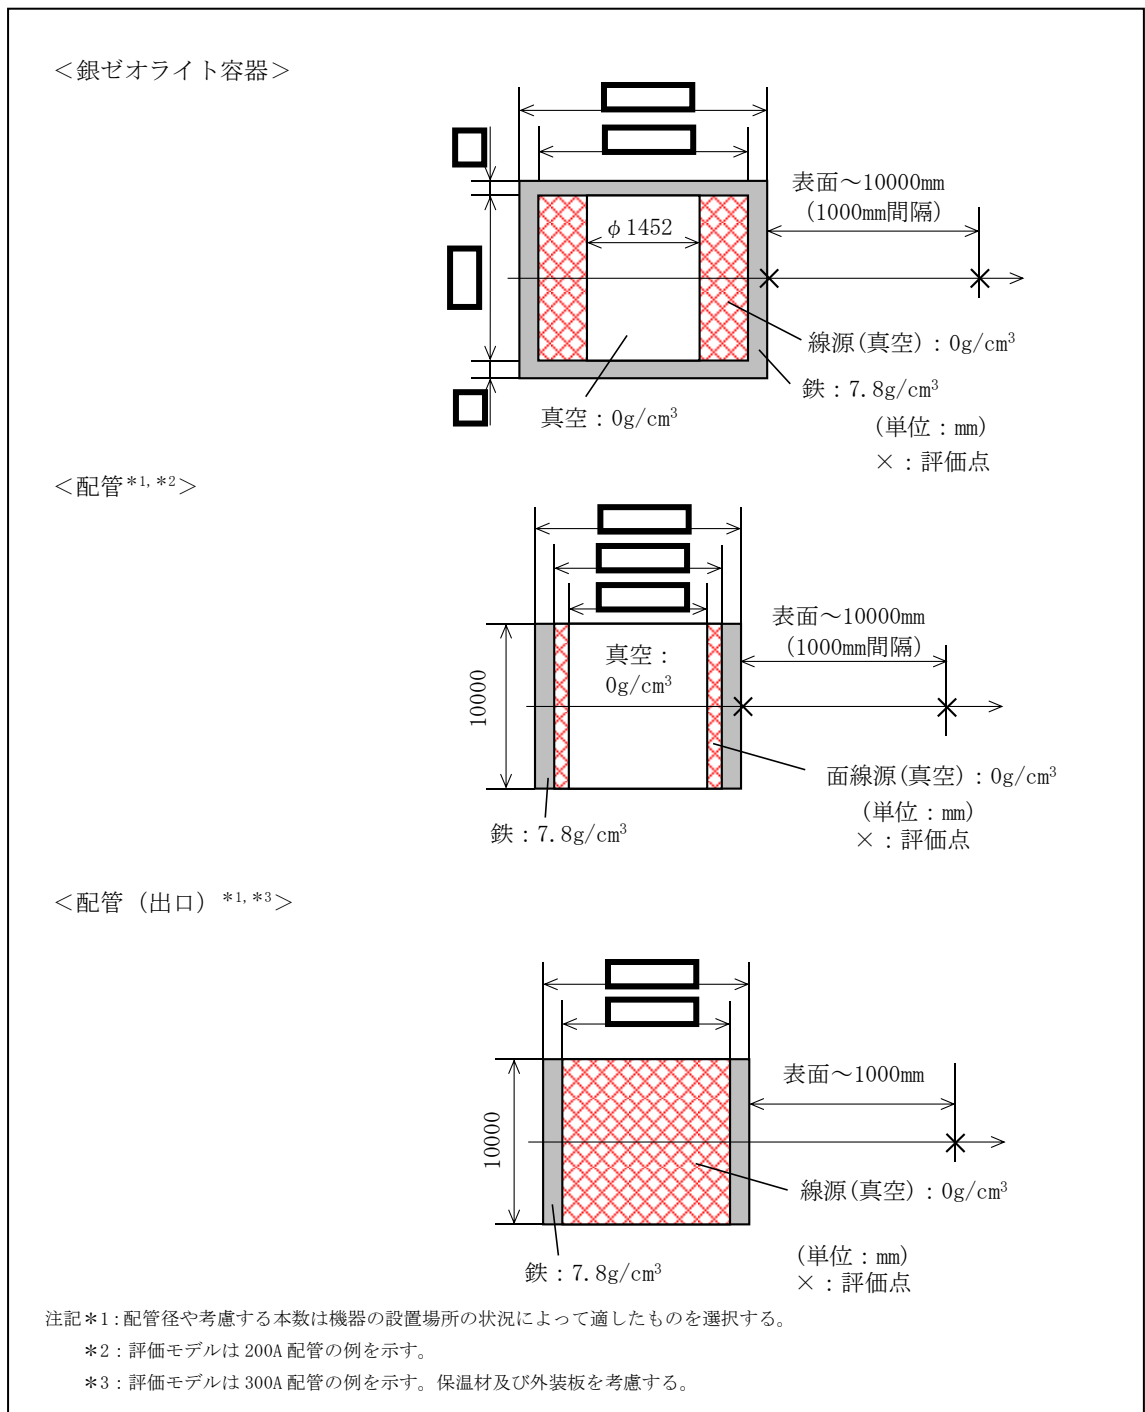 ＜銀ゼオライト容器＞
表面～10000mm
（1000mm間隔）
φ1452
線源(真空)：0g/cm³
鉄：7.8g/cm³
真空：0g/cm³
（単位：mm）
×：評価点
＜配管*1,*2＞
表面～10000mm
（1000mm間隔）
真空：
0g/cm³
10000
面線源(真空)：0g/cm³
（単位：mm）
鉄：7.8g/cm³
×：評価点
＜配管（出口）*1,*3＞
表面～1000mm
10000
線源(真空)：0g/cm³
（単位：mm）
鉄：7.8g/cm³
×：評価点
注記＊1：配管径や考慮する本数は機器の設置場所の状況によって適したものを選択する。
＊2：評価モデルは 200A 配管の例を示す。
＊3：評価モデルは 300A 配管の例を示す。保温材及び外装板を考慮する。